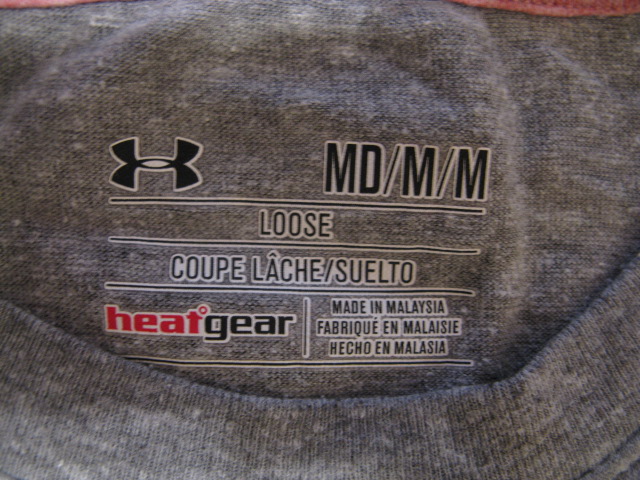 MD/M/M
LOOSE
COUPE LÂCHE/SUELTO
heatgear
MADE IN MALAYSIA
FABRIQUÉ EN MALAISIE
HECHO EN MALASIA